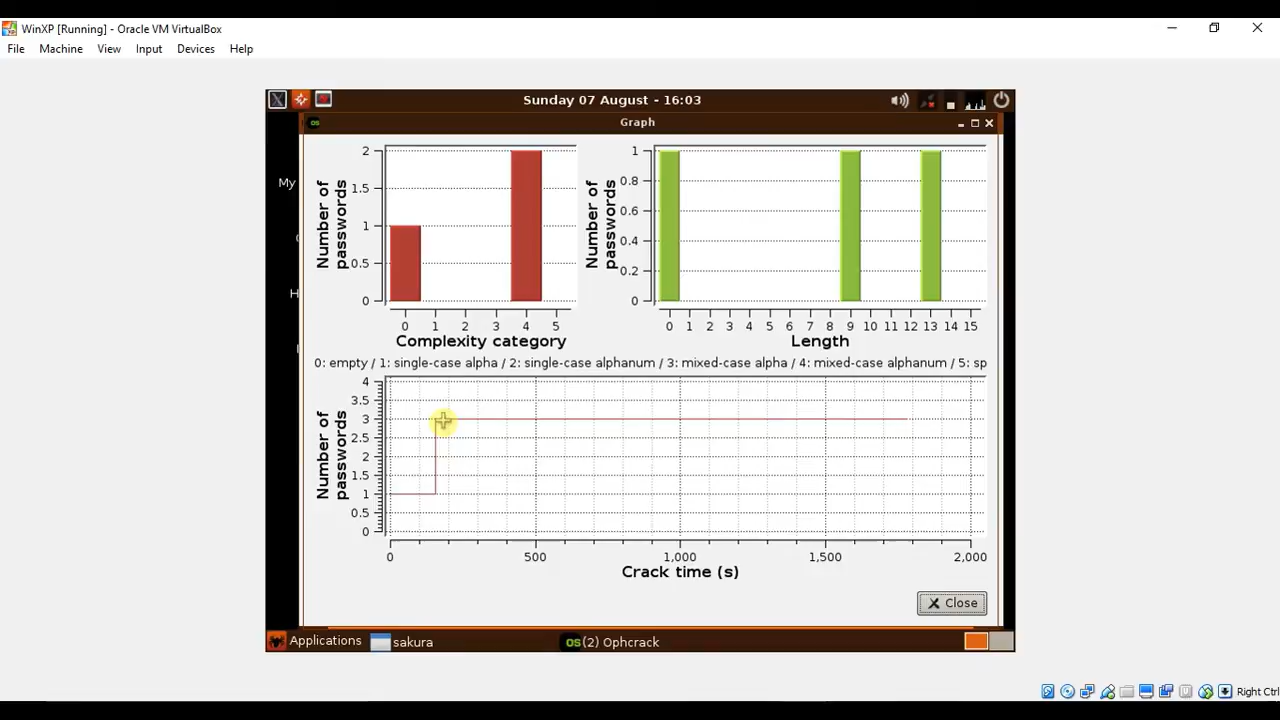 WinXP [Running] - Oracle VM VirtualBox
File Machine View Input Devices Help
Sunday 07 August - 16:03
Graph
My
H
Number of passwords
2
1.5
1
0.5
0
0 1 2 3 4 5
Complexity category
Number of passwords
1
0.8
0.6
0.4
0.2
0
0 1 2 3 4 5 6 7 8 9 10 11 12 13 14 15
Length
0: empty / 1: single-case alpha / 2: single-case alphanum / 3: mixed-case alpha / 4: mixed-case alphanum / 5: sp
Number of passwords
4
3.5
3
2.5
2
1.5
1
0.5
0
0 500 1,000 1,500 2,000
Crack time (s)
Close
Applications sakura OS (2) Ophcrack
Right Ctrl